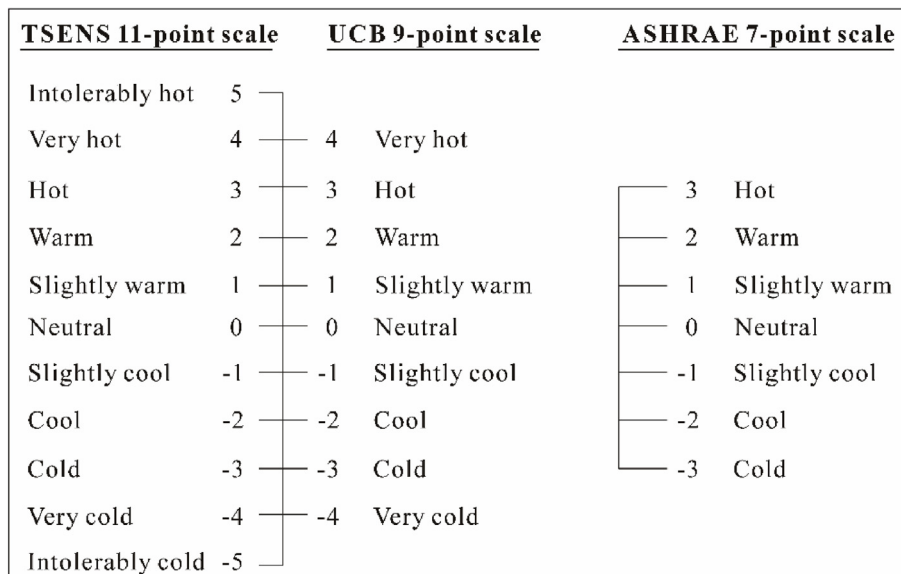 TSENS 11-point scale UCB 9-point scale ASHRAE 7-point scale
Intolerably hot 5
Very hot 4 4 Very hot
Hot 3 3 Hot 3 Hot
Warm 2 2 Warm 2 Warm
Slightly warm 1 1 Slightly warm 1 Slightly warm
Neutral 0 0 Neutral 0 Neutral
Slightly cool -1 -1 Slightly cool -1 Slightly cool
Cool -2 -2 Cool -2 Cool
Cold -3 -3 Cold -3 Cold
Very cold -4 -4 Very cold
Intolerably cold -5